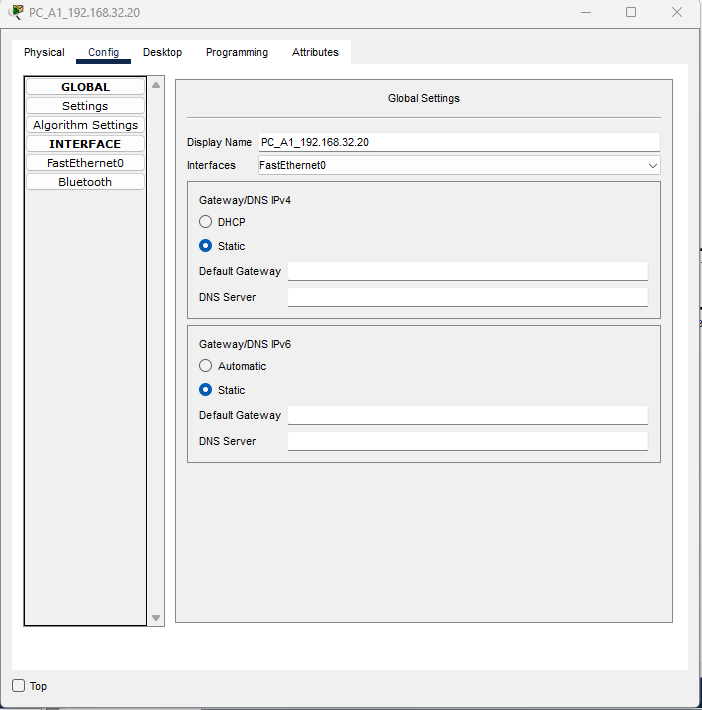 PC_A1_192.168.32.20
Physical Config Desktop Programming Attributes
GLOBAL
Settings
Algorithm Settings
INTERFACE
FastEthernet0
Bluetooth
Global Settings
Display Name PC_A1_192.168.32.20
Interfaces FastEthernet0
Gateway/DNS IPv4
DHCP
Static
Default Gateway
DNS Server
Gateway/DNS IPv6
Automatic
Static
Default Gateway
DNS Server
Top